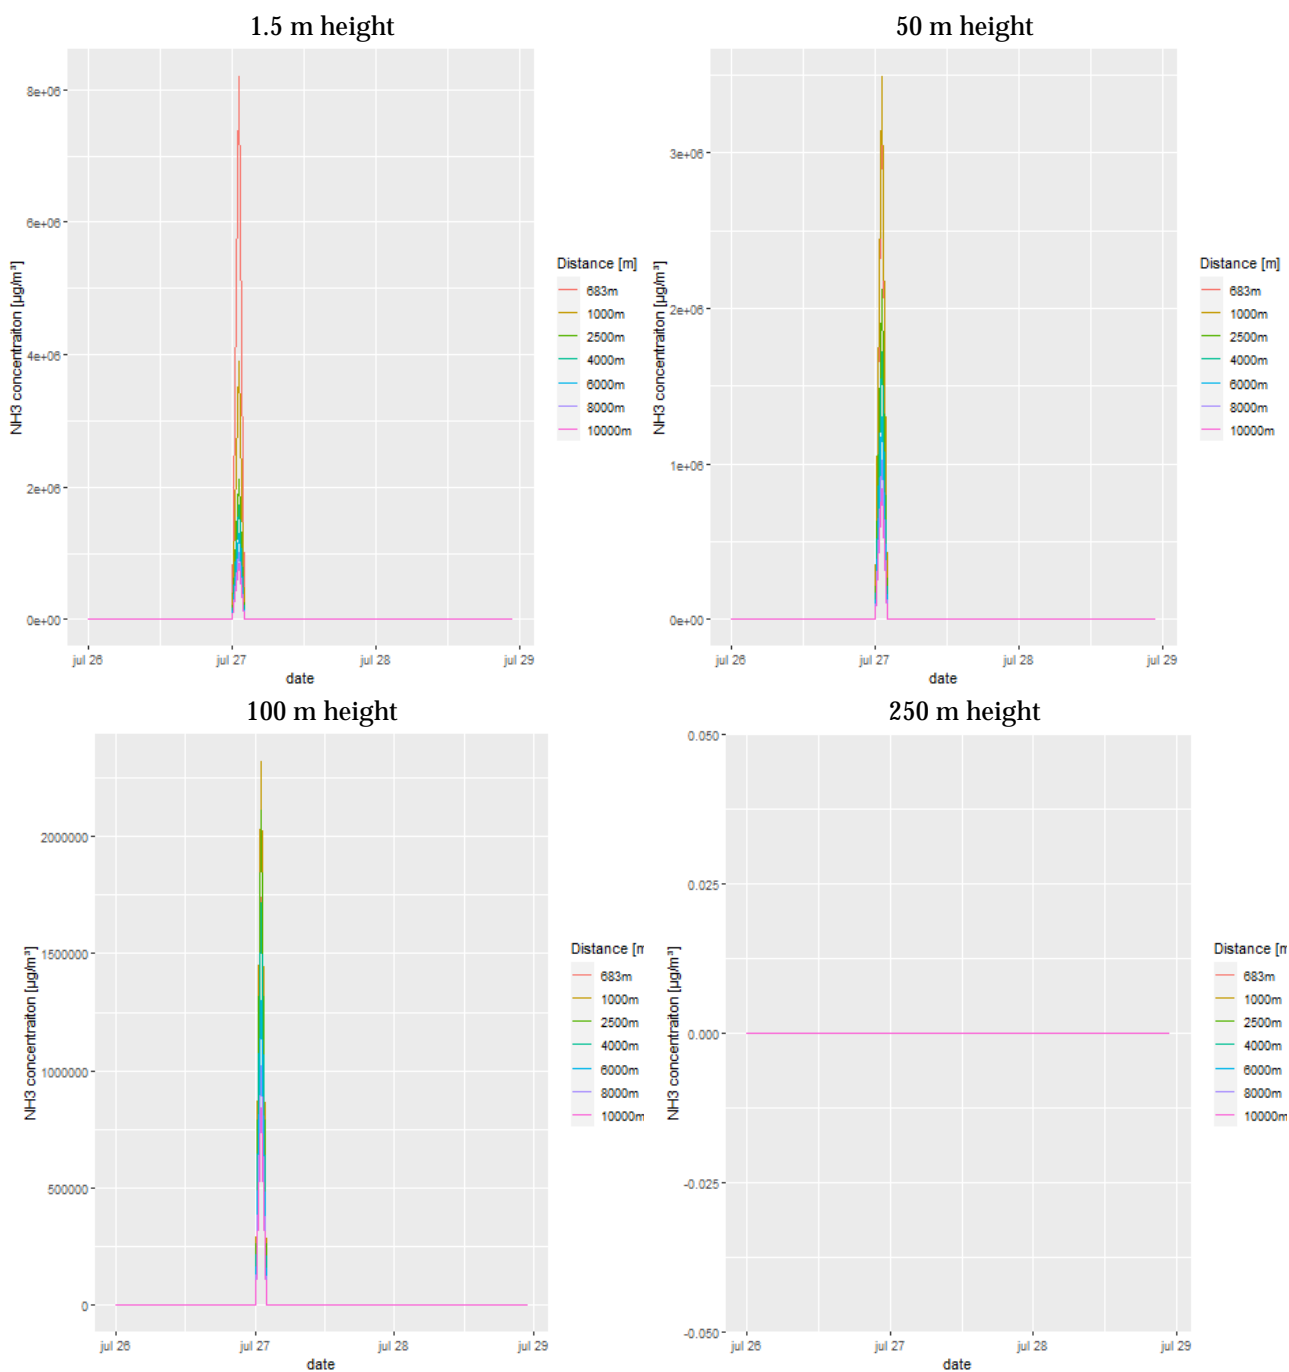 1.5 m height
8e+06
6e+06
4e+06
2e+06
0e+00
NH3 concentraiton [µg/m³]
jul 26 jul 27 jul 28 jul 29
date
Distance [m]
683m
1000m
2500m
4000m
6000m
8000m
10000m
50 m height
3e+06
2e+06
1e+06
0e+00
NH3 concentraiton [µg/m³]
jul 26 jul 27 jul 28 jul 29
date
Distance [m]
683m
1000m
2500m
4000m
6000m
8000m
10000m
100 m height
2000000
1500000
1000000
500000
0
NH3 concentraiton [µg/m³]
jul 26 jul 27 jul 28 jul 29
date
Distance [m
683m
1000m
2500m
4000m
6000m
8000m
10000m
250 m height
0.050
0.025
0.000
-0.025
-0.050
NH3 concentraiton [µg/m³]
jul 26 jul 27 jul 28 jul 29
date
Distance [m
683m
1000m
2500m
4000m
6000m
8000m
10000m